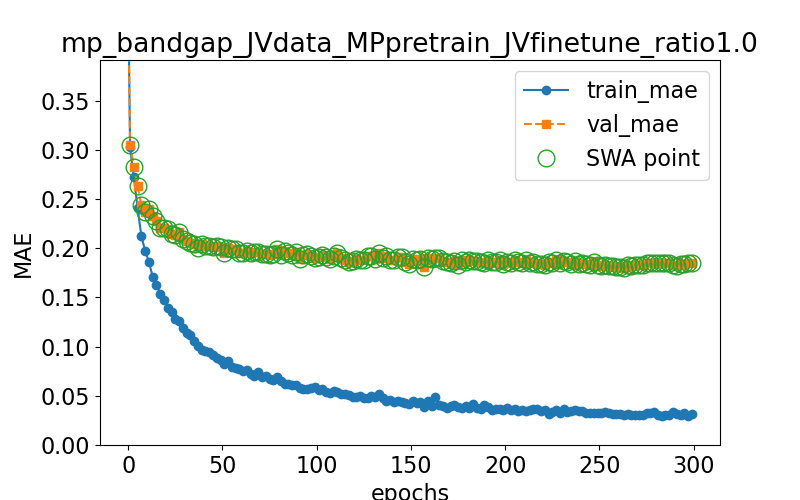 mp_bandgap_JVdata_MPpretrain_JVfinetune_ratio1.0
train_mae
val_mae
SWA point
MAE
0.35
0.30
0.25
0.20
0.15
0.10
0.05
0.00
0 50 100 150 200 250 300
epochs